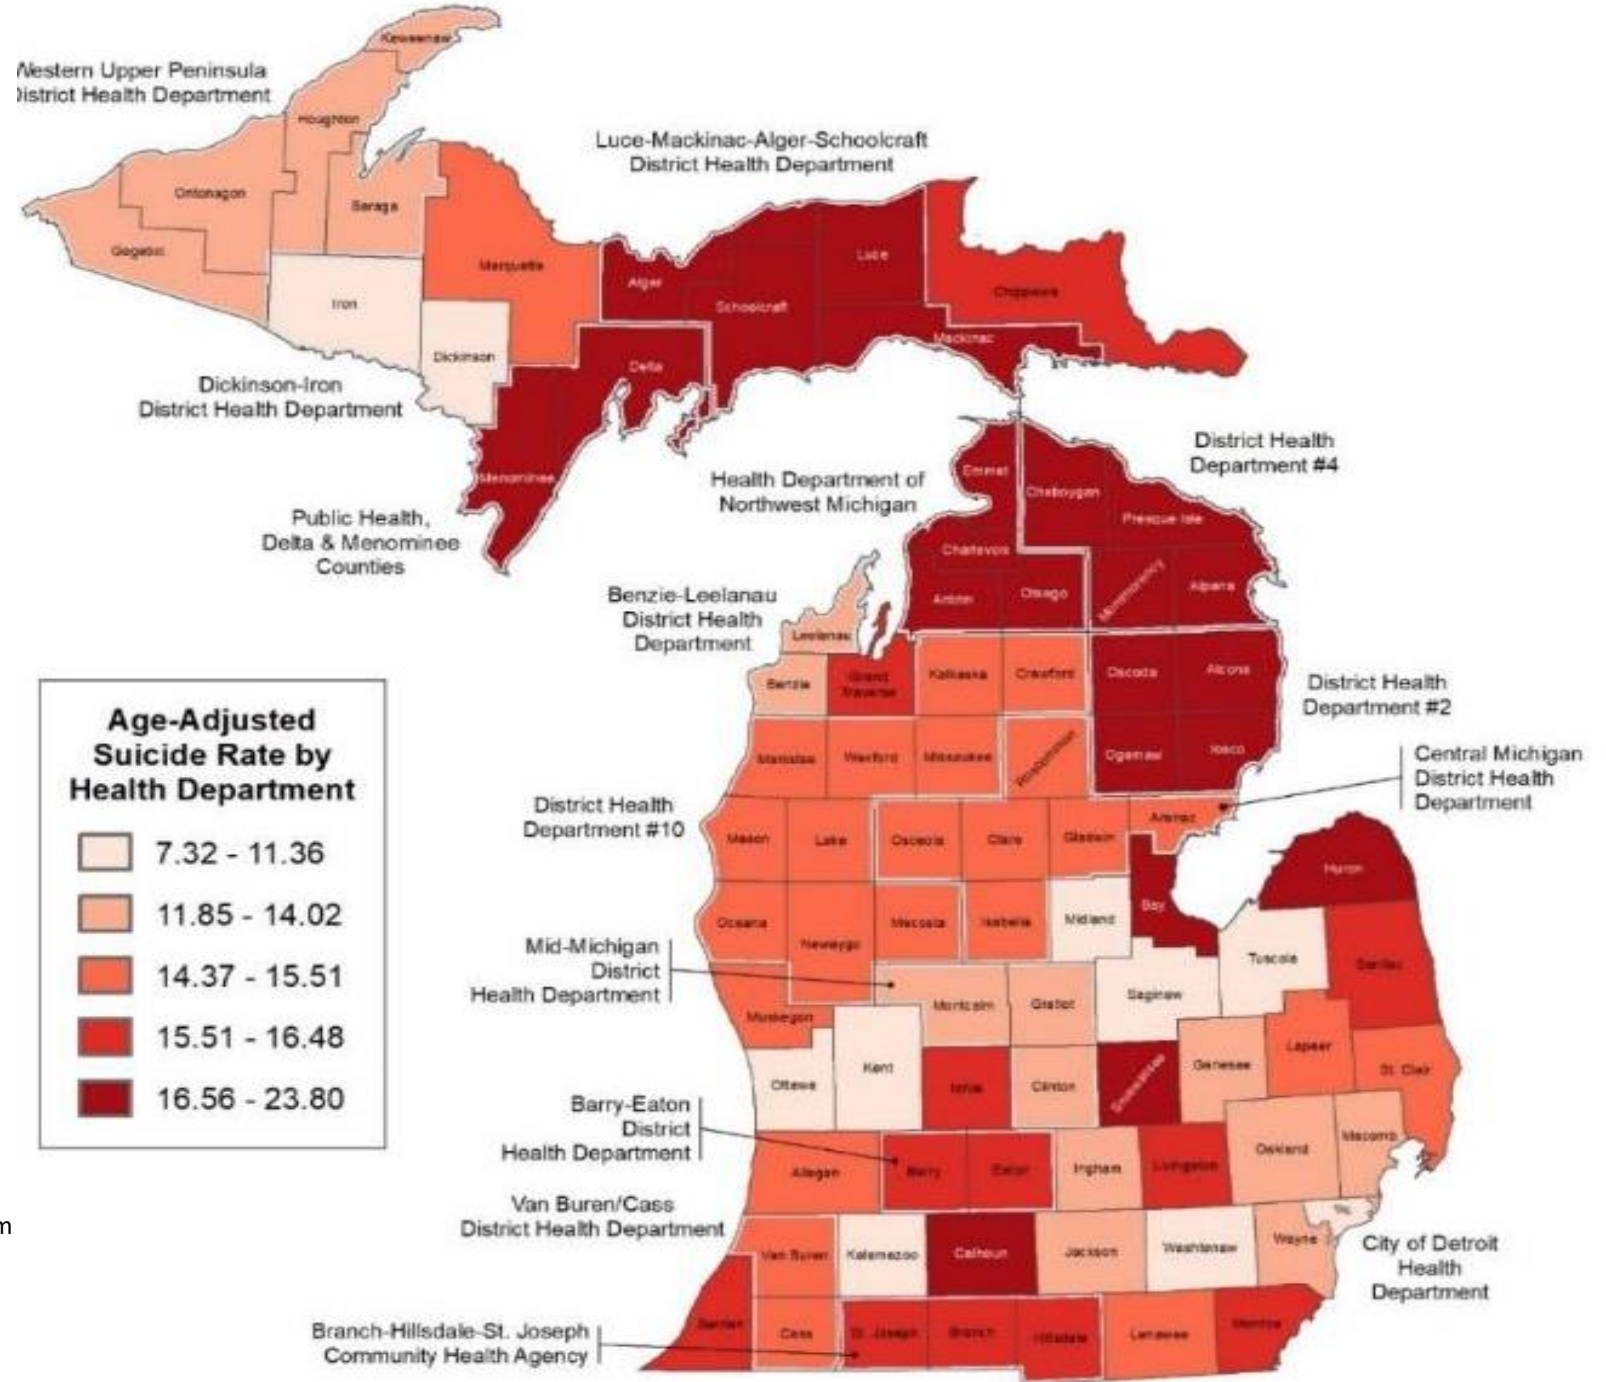 Keweenaw
Western Upper Peninsula
District Health Department
Houghton
Luce-Mackinac-Alger-Schoolcraft
District Health Department
Ontonagon
Baraga
Gogebic
Marquette
Luce
Alger
Chippewa
Iron
Schoolcraft
Mackinac
Dickinson
Delta
Dickinson-Iron
District Health Department
District Health
Department #4
Emmet
Menominee
Health Department of
Northwest Michigan
Cheboygan
Presque Isle
Public Health,
Delta & Menominee
Counties
Charlevoix
Montmorency
Alpena
Antrim
Otsego
Benzie-Leelanau
District Health
Department
Leelanau
Benzie
Grand
Traverse
Kalkaska
Crawford
Oscoda
Alcona
District Health
Department #2
Manistee
Wexford
Missaukee
Roscommon
Ogemaw
Iosco
Central Michigan
District Health
Department
Age-Adjusted
Suicide Rate by
Health Department
7.32 - 11.36
11.85 - 14.02
14.37 - 15.51
15.51 - 16.48
16.56 - 23.80
District Health
Department #10
Mason
Lake
Osceola
Clare
Gladwin
Arenac
Huron
Oceana
Newaygo
Mecosta
Isabella
Midland
Bay
Mid-Michigan
District
Health Department
Tuscola
Sanilac
Muskegon
Montcalm
Gratiot
Saginaw
Lapeer
St. Clair
Genesee
Ottawa
Kent
Ionia
Clinton
Shiawassee
Barry-Eaton
District
Health Department
Allegan
Barry
Eaton
Ingham
Livingston
Oakland
Macomb
Van Buren/Cass
District Health Department
m
Van Buren
Kalamazoo
Calhoun
Jackson
Washtenaw
Wayne
City of Detroit
Health
Department
Branch-Hillsdale-St. Joseph
Community Health Agency
Berrien
Cass
St. Joseph
Branch
Hillsdale
Lenawee
Monroe